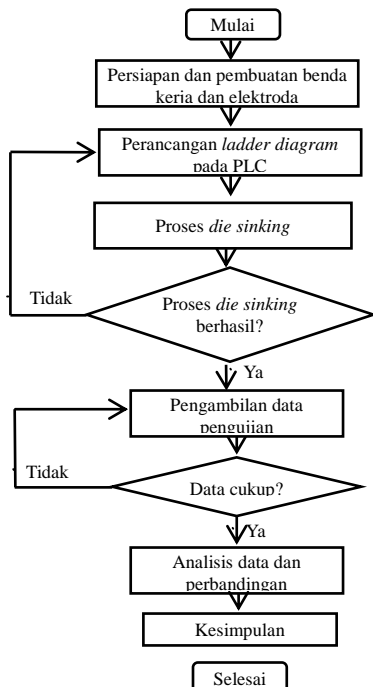 Mulai
Persiapan dan pembuatan benda
kerja dan elektroda
Perancangan ladder diagram
pada PLC
Proses die sinking
Tidak
Proses die sinking
berhasil?
Ya
Pengambilan data
pengujian
Tidak
Data cukup?
Ya
Analisis data dan
perbandingan
Kesimpulan
Selesai